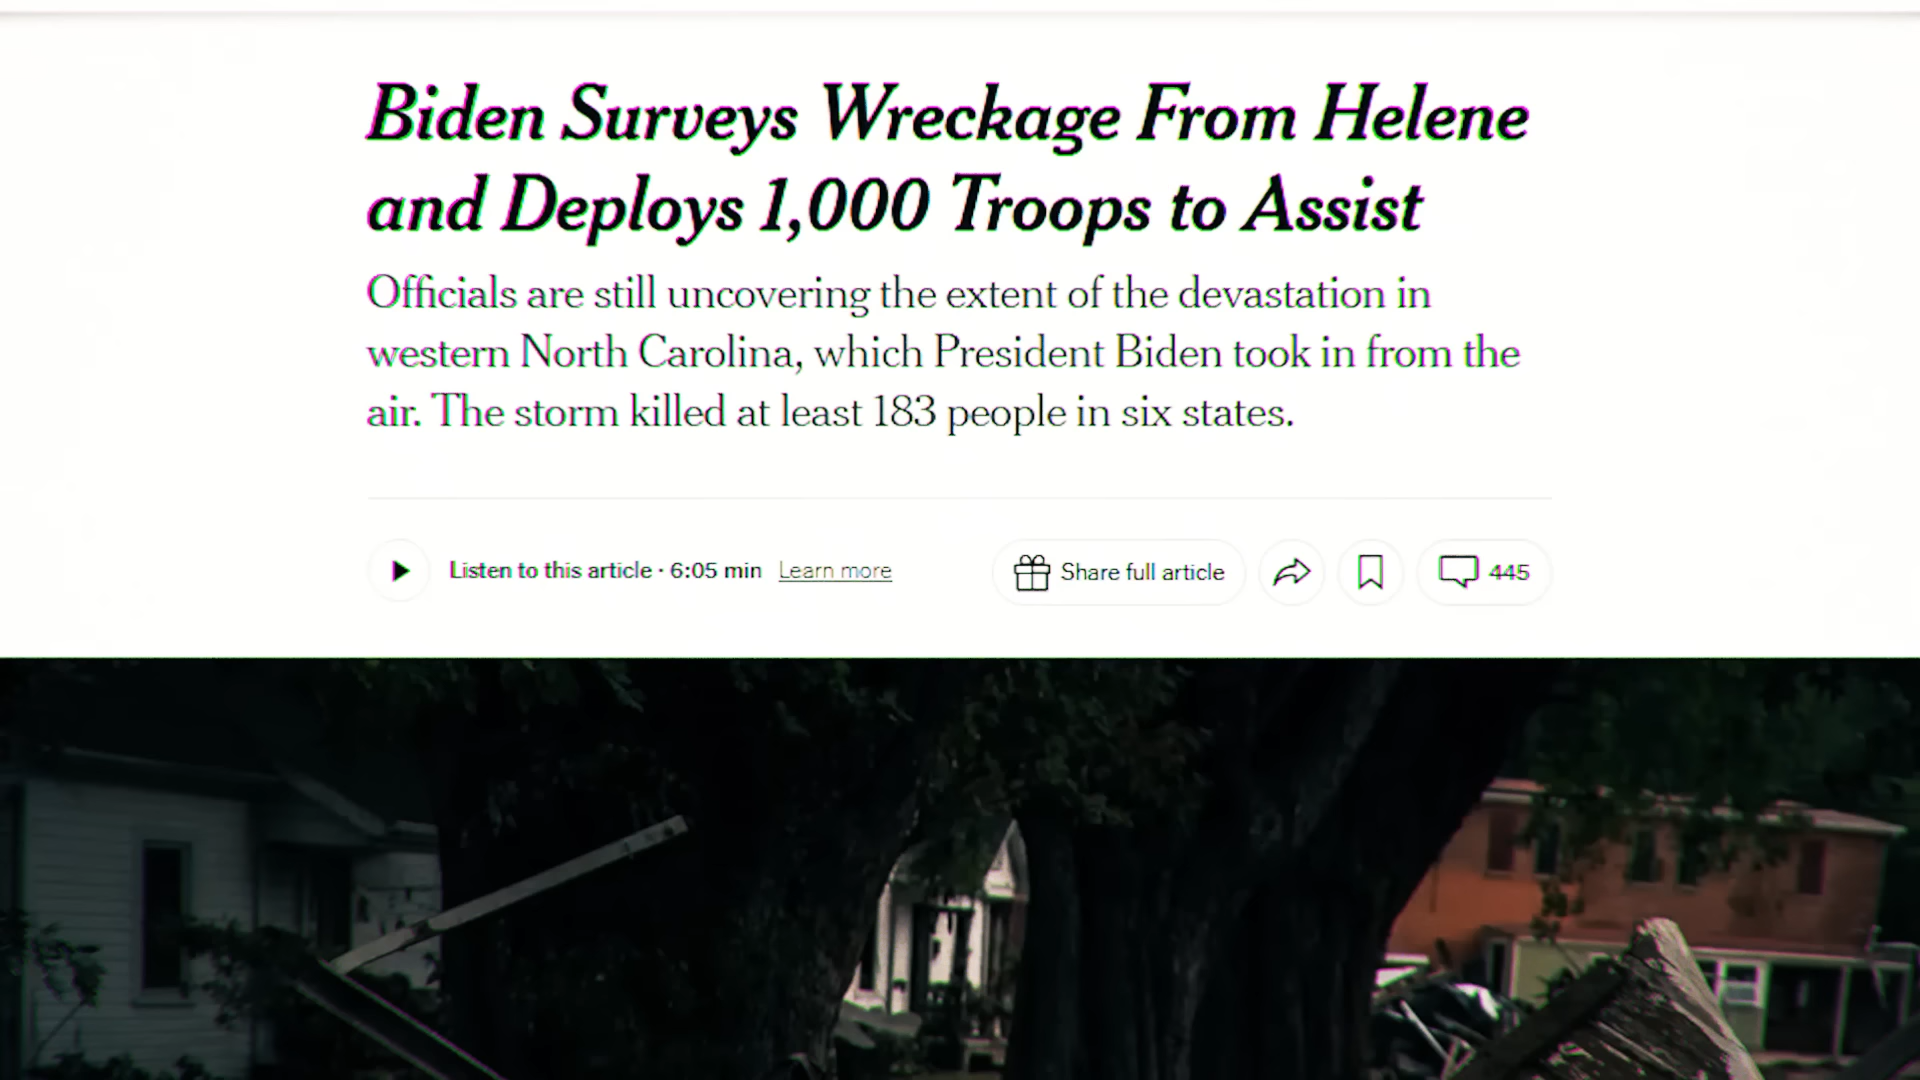 Biden Surveys Wreckage From Helene
and Deploys 1,000 Troops to Assist
Officials are still uncovering the extent of the devastation in
western North Carolina, which President Biden took in from the
air. The storm killed at least 183 people in six states.
Listen to this article · 6:05 min Learn more
Share full article
445